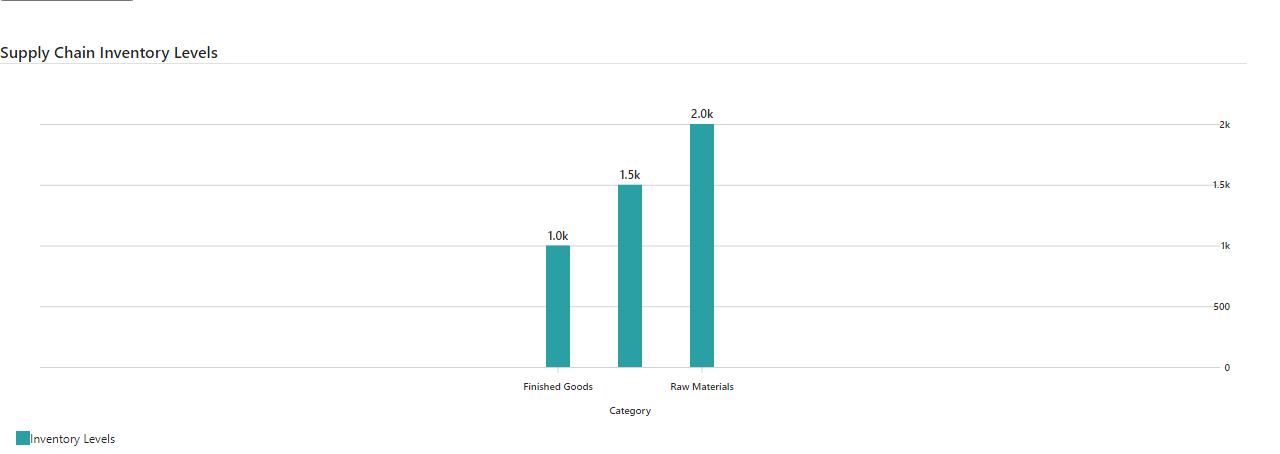 Supply Chain Inventory Levels
2.0k
2k
1.5k
1.5k
1.0k
1k
500
0
Finished Goods
Raw Materials
Category
Inventory Levels